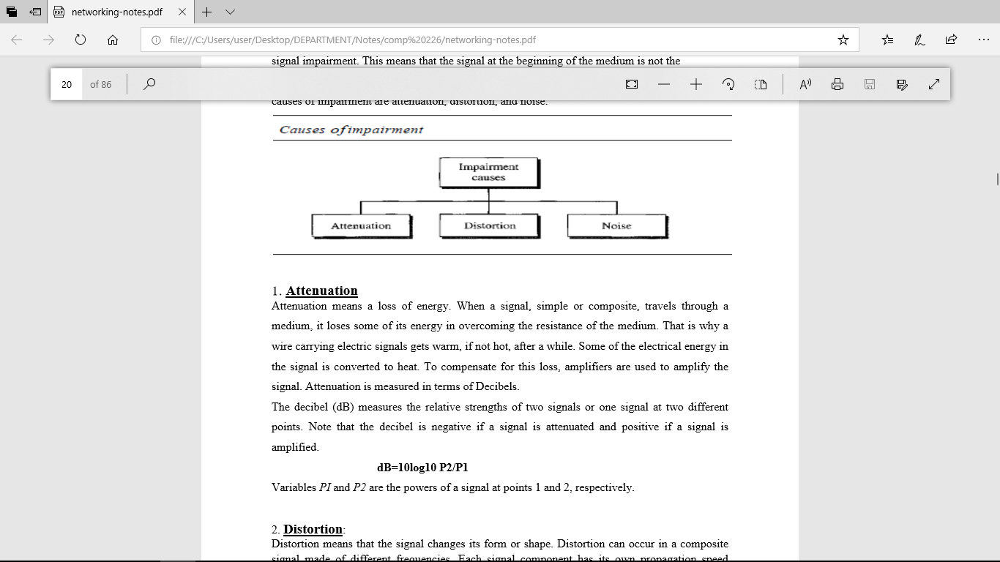 networking-notes.pdf
file:///C:/Users/user/Desktop/DEPARTMENT/Notes/comp%20226/networking-notes.pdf
signal impairment. This means that the signal at the beginning of the medium is not the
20 of 86
causes of impairment are attenuation, distortion, and noise.
Causes of impairment
Impairment
causes
Attenuation Distortion Noise
1. Attenuation
Attenuation means a loss of energy. When a signal, simple or composite, travels through a
medium, it loses some of its energy in overcoming the resistance of the medium. That is why a
wire carrying electric signals gets warm, if not hot, after a while. Some of the electrical energy in
the signal is converted to heat. To compensate for this loss, amplifiers are used to amplify the
signal. Attenuation is measured in terms of Decibels.
The decibel (dB) measures the relative strengths of two signals or one signal at two different
points. Note that the decibel is negative if a signal is attenuated and positive if a signal is
amplified.
dB=10log10 P2/P1
Variables PI and P2 are the powers of a signal at points 1 and 2, respectively.
2. Distortion:
Distortion means that the signal changes its form or shape. Distortion can occur in a composite
signal made of different frequencies. Each signal component has its own propagation speed